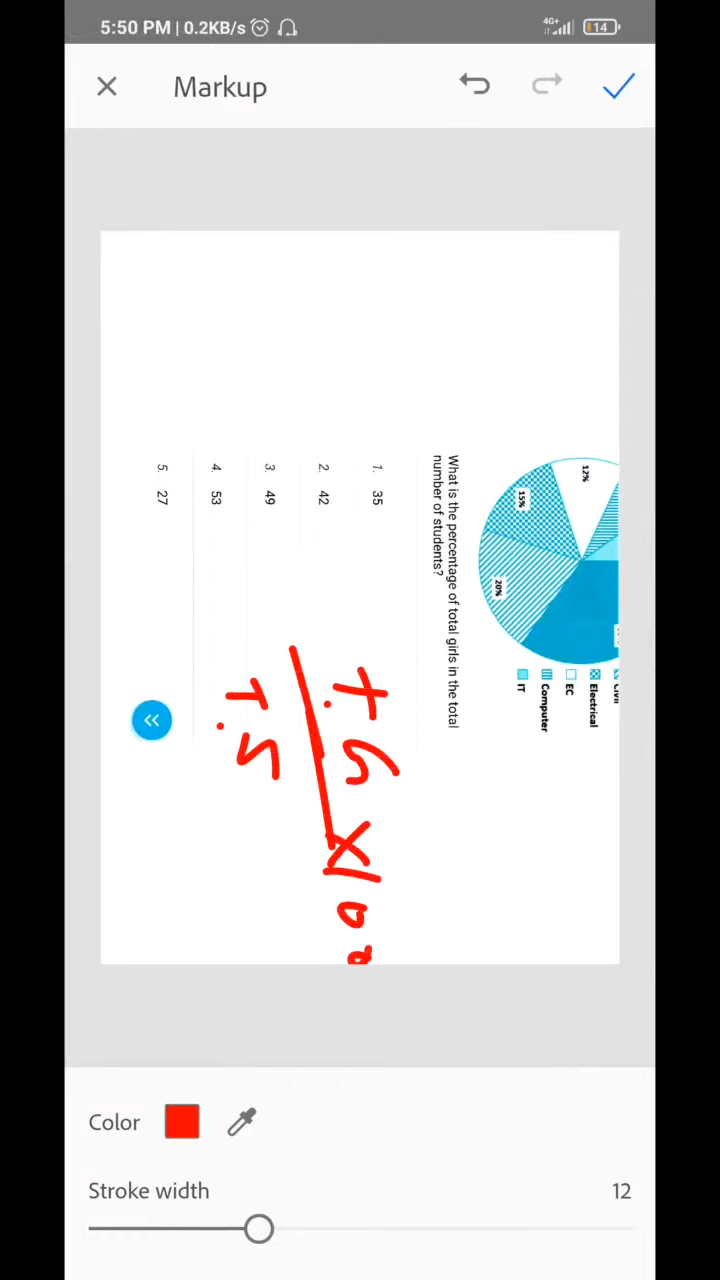 5:50 PM | 0.2KB/s
4G+
14
Markup
12%
15%
20%
Electrical
EC
Computer
IT
What is the percentage of total girls in the total
number of students?
1. 35
2. 42
3. 49
4. 53
5. 27
Color
Stroke width 12